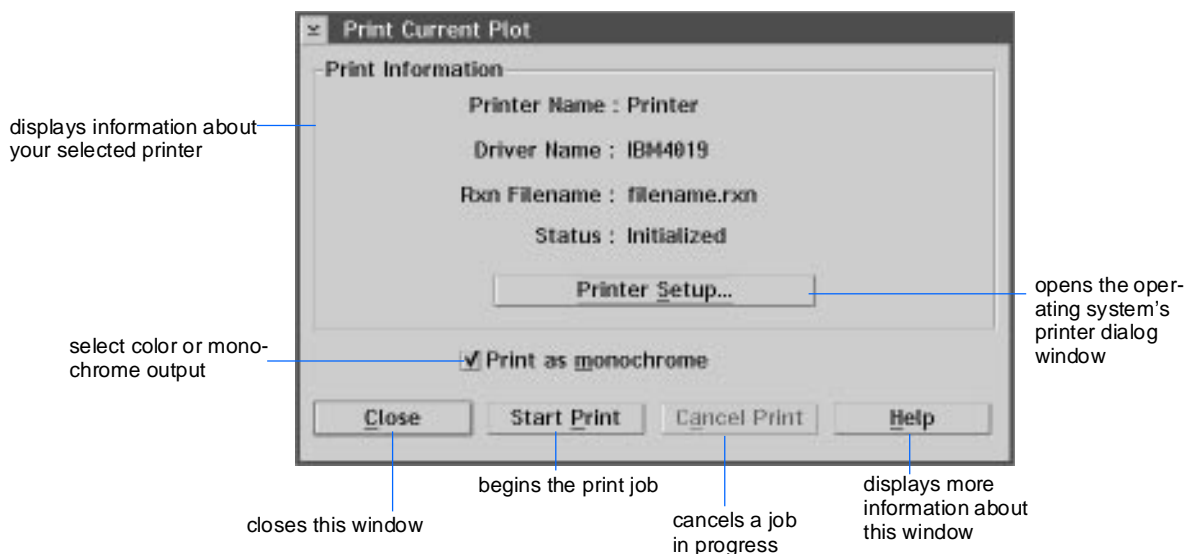 Print Current Plot
Print Information
Printer Name : Printer
displays information about
your selected printer
Driver Name : IBM4019
Rxn Filename : filename.rxn
Status : Initialized
Printer Setup...
opens the oper-
ating system's
printer dialog
window
select color or mono-
chrome output
Print as monochrome
Close
Start Print
Cancel Print
Help
begins the print job
displays more
information about
this window
closes this window
cancels a job
in progress